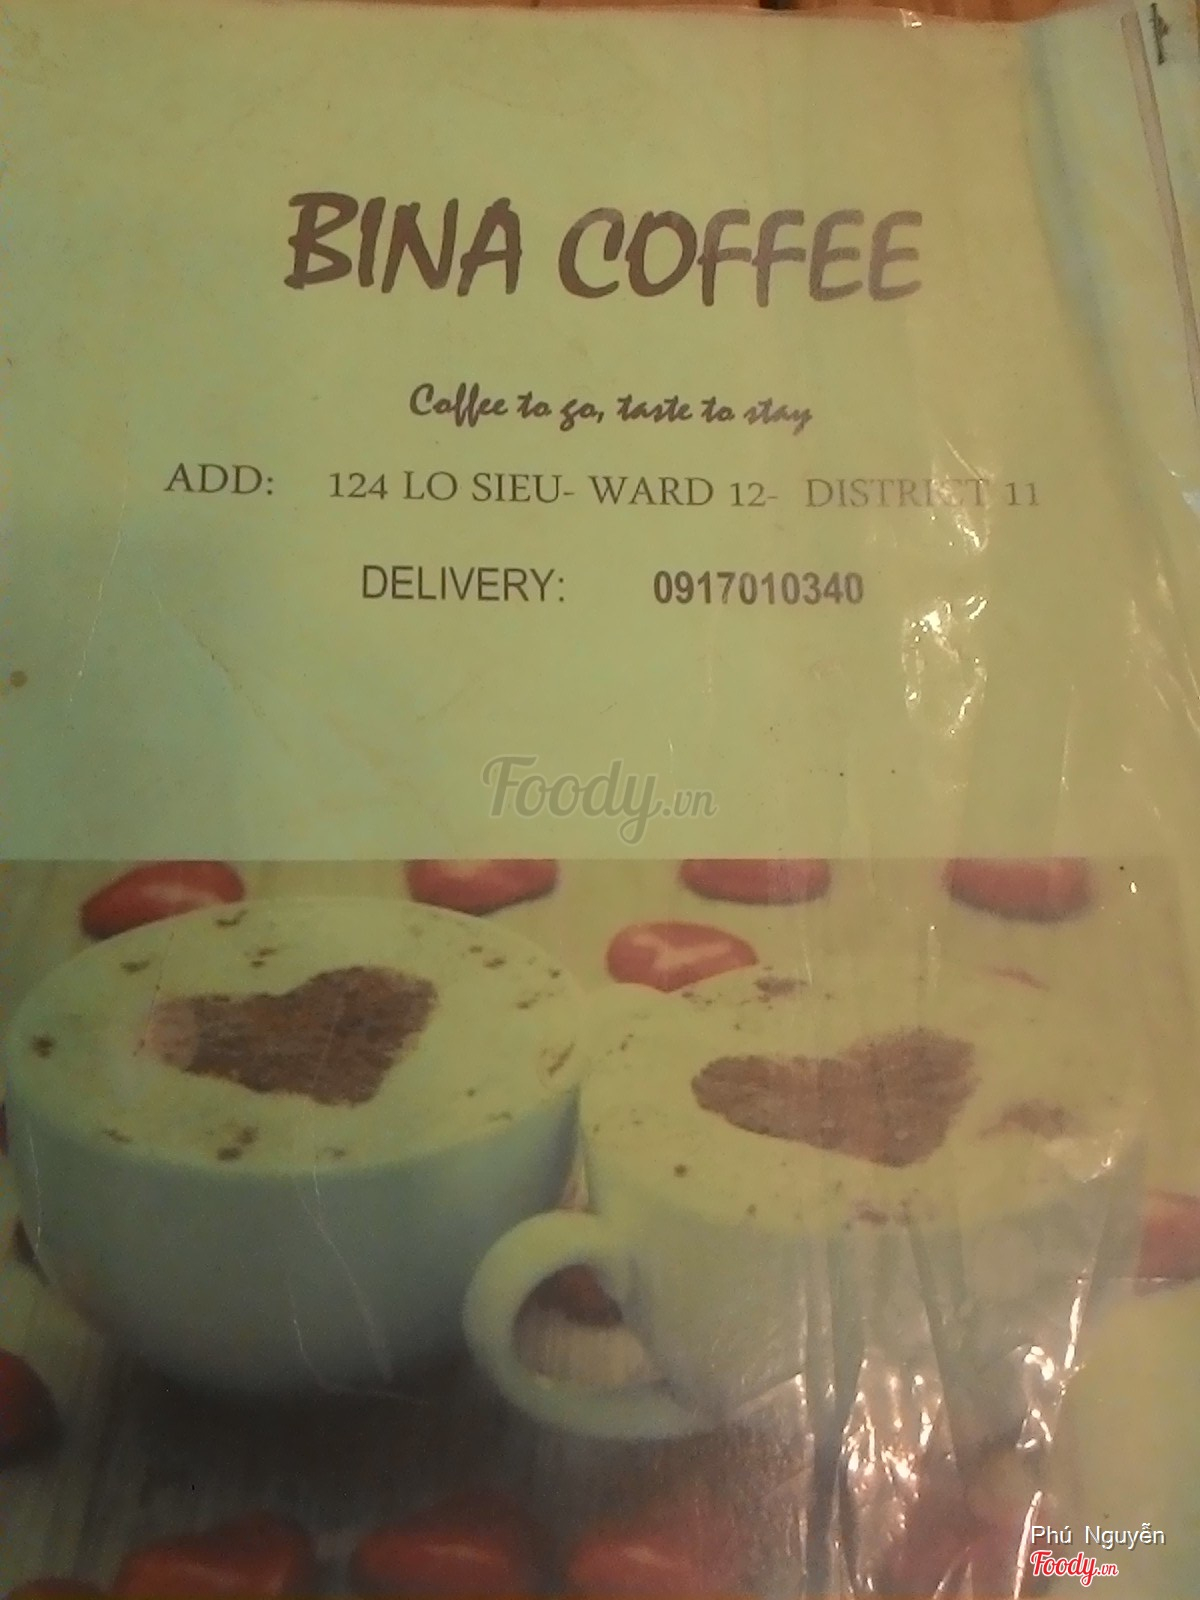 BINA COFFEE
Coffee to go, taste to stay
ADD: 124 LO SIEU- WARD 12- DISTRICT 11
DELIVERY: 0917010340
Foody.vn
Phú Nguyễn
Foody.vn